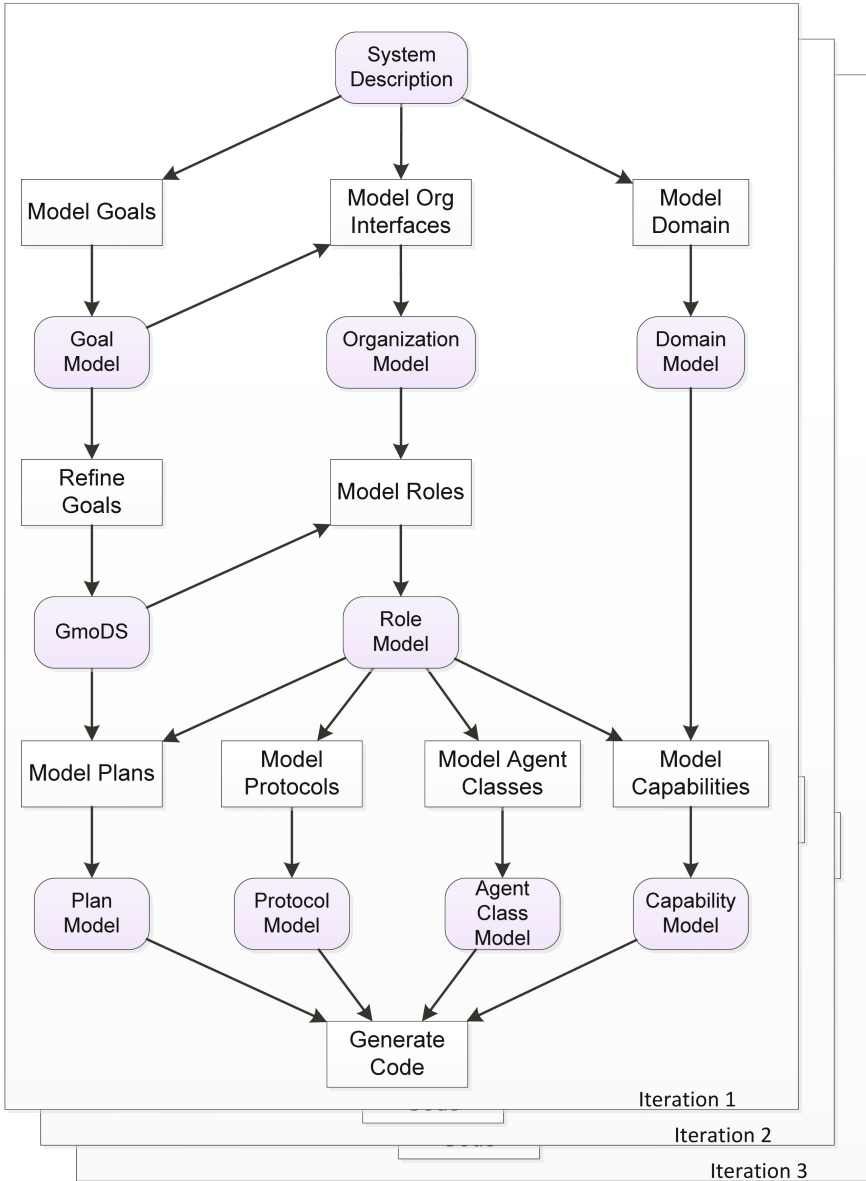 System
Description
Model Goals
Model Org
Interfaces
Model
Domain
Goal
Model
Organization
Model
Domain
Model
Refine
Goals
Model Roles
GmoDS
Role
Model
Model Plans
Model
Protocols
Model Agent
Classes
Model
Capabilities
Plan
Model
Protocol
Model
Agent
Class
Model
Capability
Model
Generate
Code
Iteration 1
Iteration 2
Iteration 3